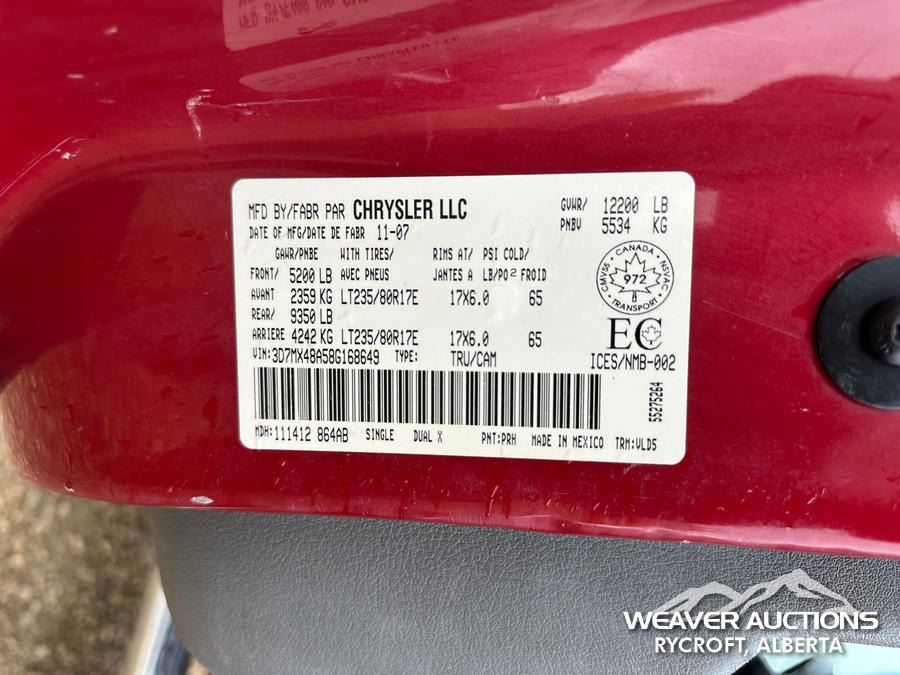 MFD BY/FABR PAR CHRYSLER LLC
GVWR/ 12200 LB
PNBV 5534 KG
DATE OF MFG/DATE DE FABR 11-07
GAWR/PNBE WITH TIRES/ RIMS AT/ PSI COLD/
FRONT/ 5200 LB AVEC PNEUS JANTES A LB/PO2 FROID
AVANT 2359 KG LT235/80R17E 17X6.0 65
REAR/ 9350 LB
ARRIERE 4242 KG LT235/80R17E 17X6.0 65
CANADA
CMVSS NSVAC
972
TRANSPORT
EC
ICES/NMB-002
VIN: 3D7MX48A58G168649 TYPE: TRU/CAM
55275264
MDH: 111412 864AB SINGLE DUAL X PNT: PRH MADE IN MEXICO TRM: VLD5
WEAVER AUCTIONS
RYCROFT, ALBERTA